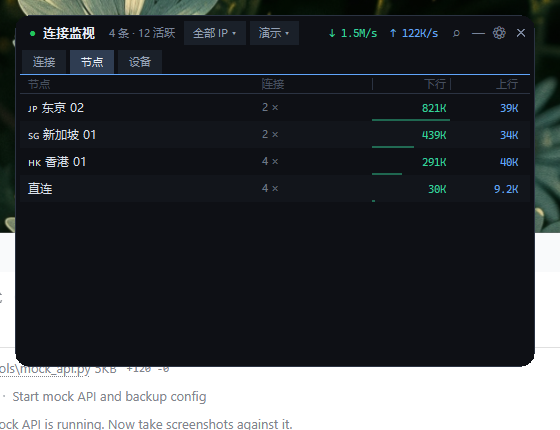 连接监视 4 条 · 12 活跃 全部 IP ▾ 演示 ▾ ↓ 1.5M/s ↑ 122K/s
连接 节点 设备
节点 连接 下行 上行
JP 东京 02 2 × 821K 39K
SG 新加坡 01 2 × 439K 34K
HK 香港 01 4 × 291K 40K
直连 4 × 30K 9.2K
ols\mock_api.py 5KB +120 -0
· Start mock API and backup config
ock API is running. Now take screenshots against it.